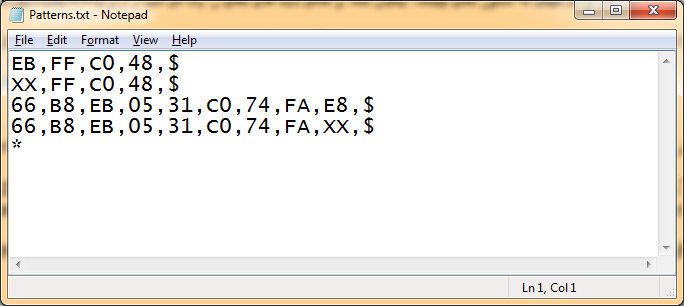 Patterns.txt - Notepad
File Edit Format View Help
EB,FF,C0,48,$
XX,FF,C0,48,$
66,B8,EB,05,31,C0,74,FA,E8,$
66,B8,EB,05,31,C0,74,FA,XX,$
*
Ln 1, Col 1